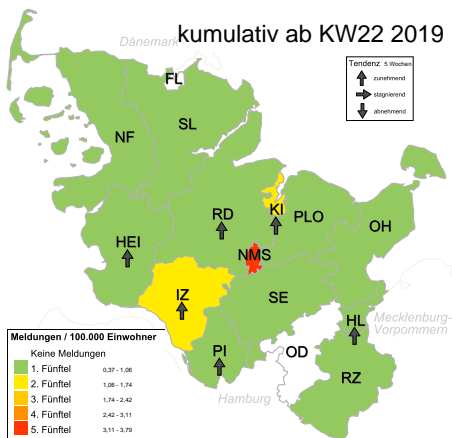 kumulativ ab KW22 2019
Dänemark
Tendenz 5 Wochen
zunehmend
stagnierend
abnehmend
FL
SL
NF
KI
RD
PLO
OH
HEI
NMS
IZ
SE
HL
Mecklenburg-
Vorpommern
PI
OD
RZ
Hamburg
Meldungen / 100.000 Einwohner
Keine Meldungen
1. Fünftel 0,37 - 1,06
2. Fünftel 1,06 - 1,74
3. Fünftel 1,74 - 2,42
4. Fünftel 2,42 - 3,11
5. Fünftel 3,11 - 3,79